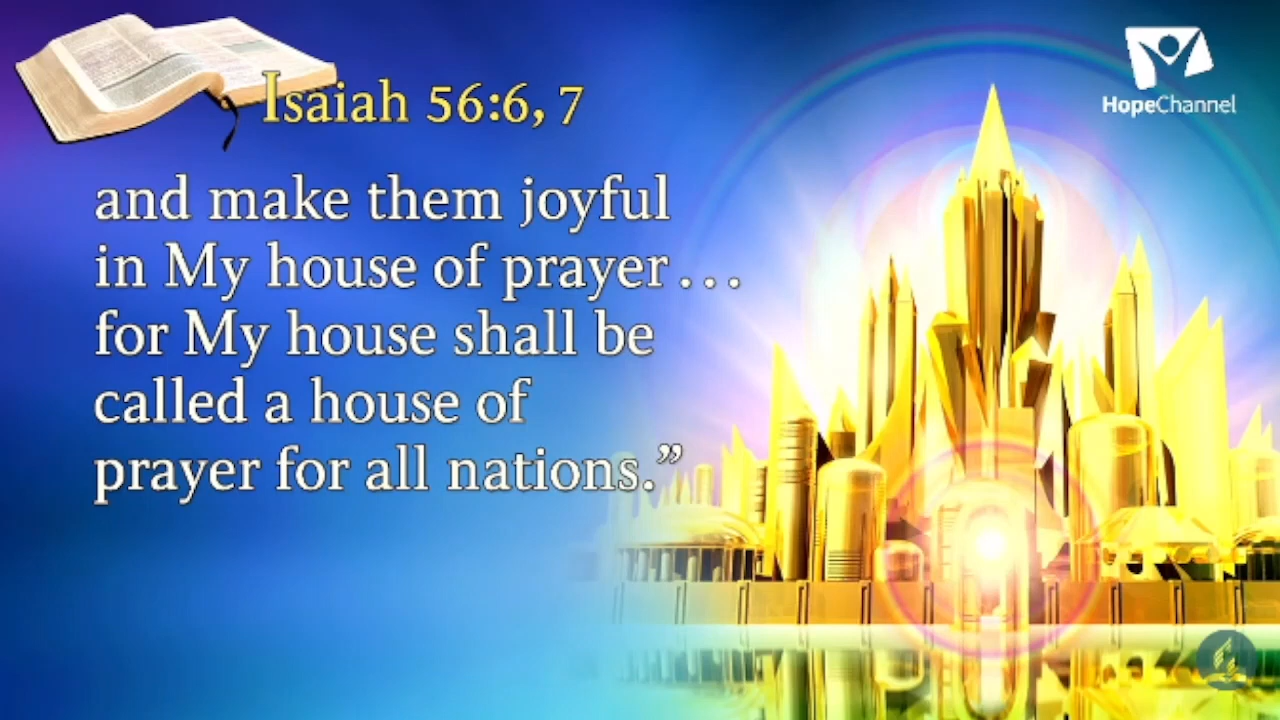 Isaiah 56:6, 7
HopeChannel
and make them joyful
in My house of prayer...
for My house shall be
called a house of
prayer for all nations.”